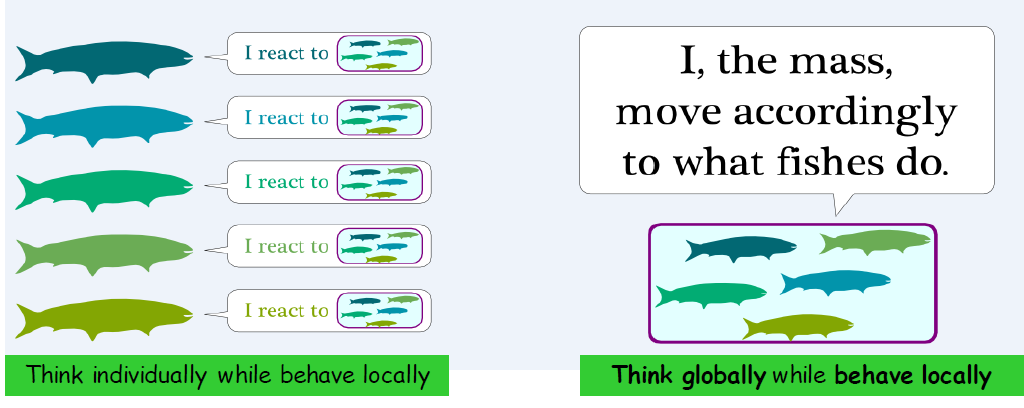 I react to
I react to
I react to
I react to
I react to
Think individually while behave locally
I, the mass,
move accordingly
to what fishes do.
Think globally while behave locally